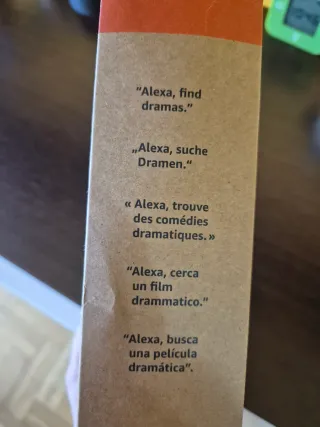 “Alexa, find
dramas.”
„Alexa, suche
Dramen.“
« Alexa, trouve
des comédies
dramatiques. »
“Alexa, cerca
un film
drammatico.”
“Alexa, busca
una película
dramática”.